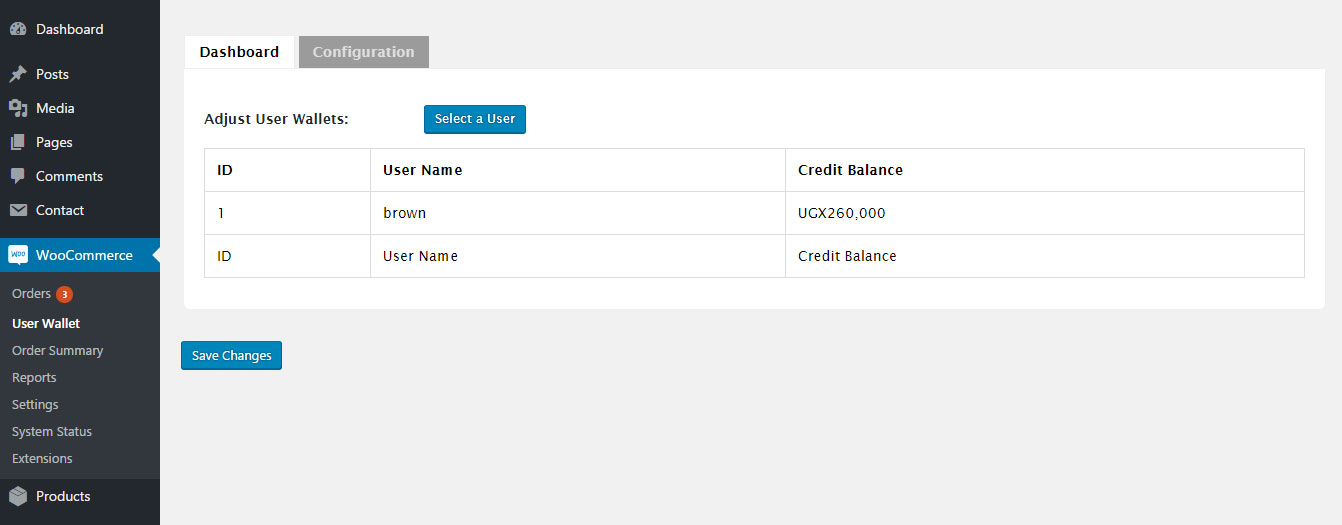 Dashboard
Posts
Media
Pages
Comments
Contact
Woo WooCommerce
Orders 3
User Wallet
Order Summary
Reports
Settings
System Status
Extensions
Products
Dashboard Configuration
Adjust User Wallets: Select a User
ID User Name Credit Balance
1 brown UGX260,000
ID User Name Credit Balance
Save Changes